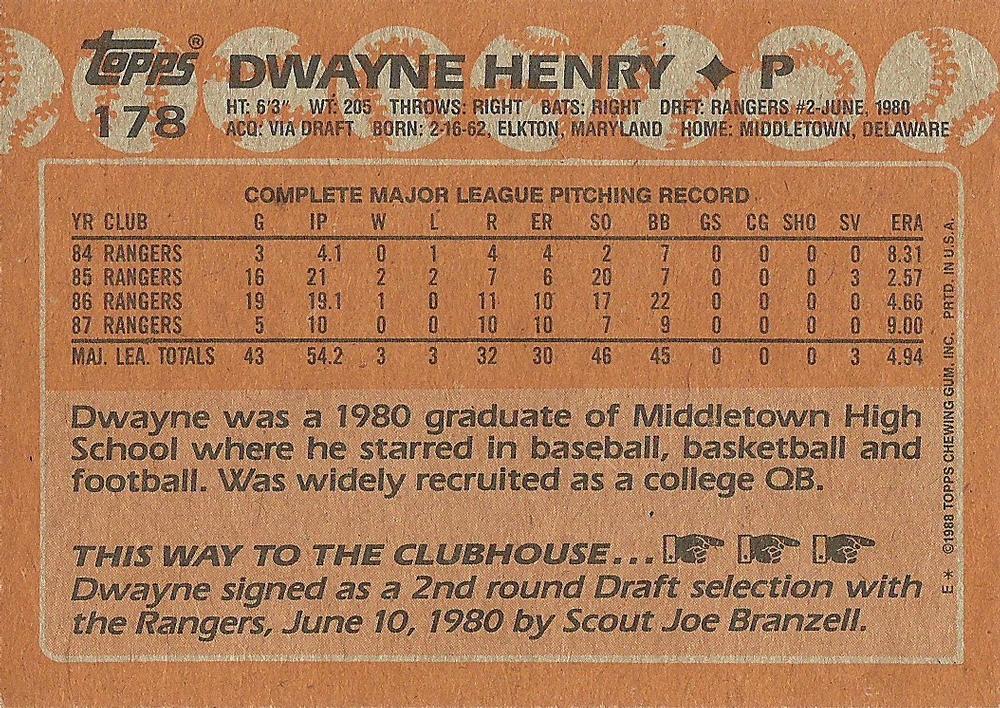 Topps®
178
DWAYNE HENRY ✦ P
HT: 6'3" WT: 205 THROWS: RIGHT BATS: RIGHT DRFT: RANGERS #2-JUNE, 1980
ACQ: VIA DRAFT BORN: 2-16-62, ELKTON, MARYLAND HOME: MIDDLETOWN, DELAWARE
COMPLETE MAJOR LEAGUE PITCHING RECORD
YR CLUB G IP W L R ER SO BB GS CG SHO SV ERA
84 RANGERS 3 4.1 0 1 4 4 2 7 0 0 0 0 8.31
85 RANGERS 16 21 2 2 7 6 20 7 0 0 0 3 2.57
86 RANGERS 19 19.1 1 0 11 10 17 22 0 0 0 0 4.66
87 RANGERS 5 10 0 0 10 10 7 9 0 0 0 0 9.00
MAJ. LEA. TOTALS 43 54.2 3 3 32 30 46 45 0 0 0 3 4.94
Dwayne was a 1980 graduate of Middletown High
School where he starred in baseball, basketball and
football. Was widely recruited as a college QB.
THIS WAY TO THE CLUBHOUSE...
Dwayne signed as a 2nd round Draft selection with
the Rangers, June 10, 1980 by Scout Joe Branzell.
E * ©1988 TOPPS CHEWING GUM, INC. PRTD. IN U.S.A.